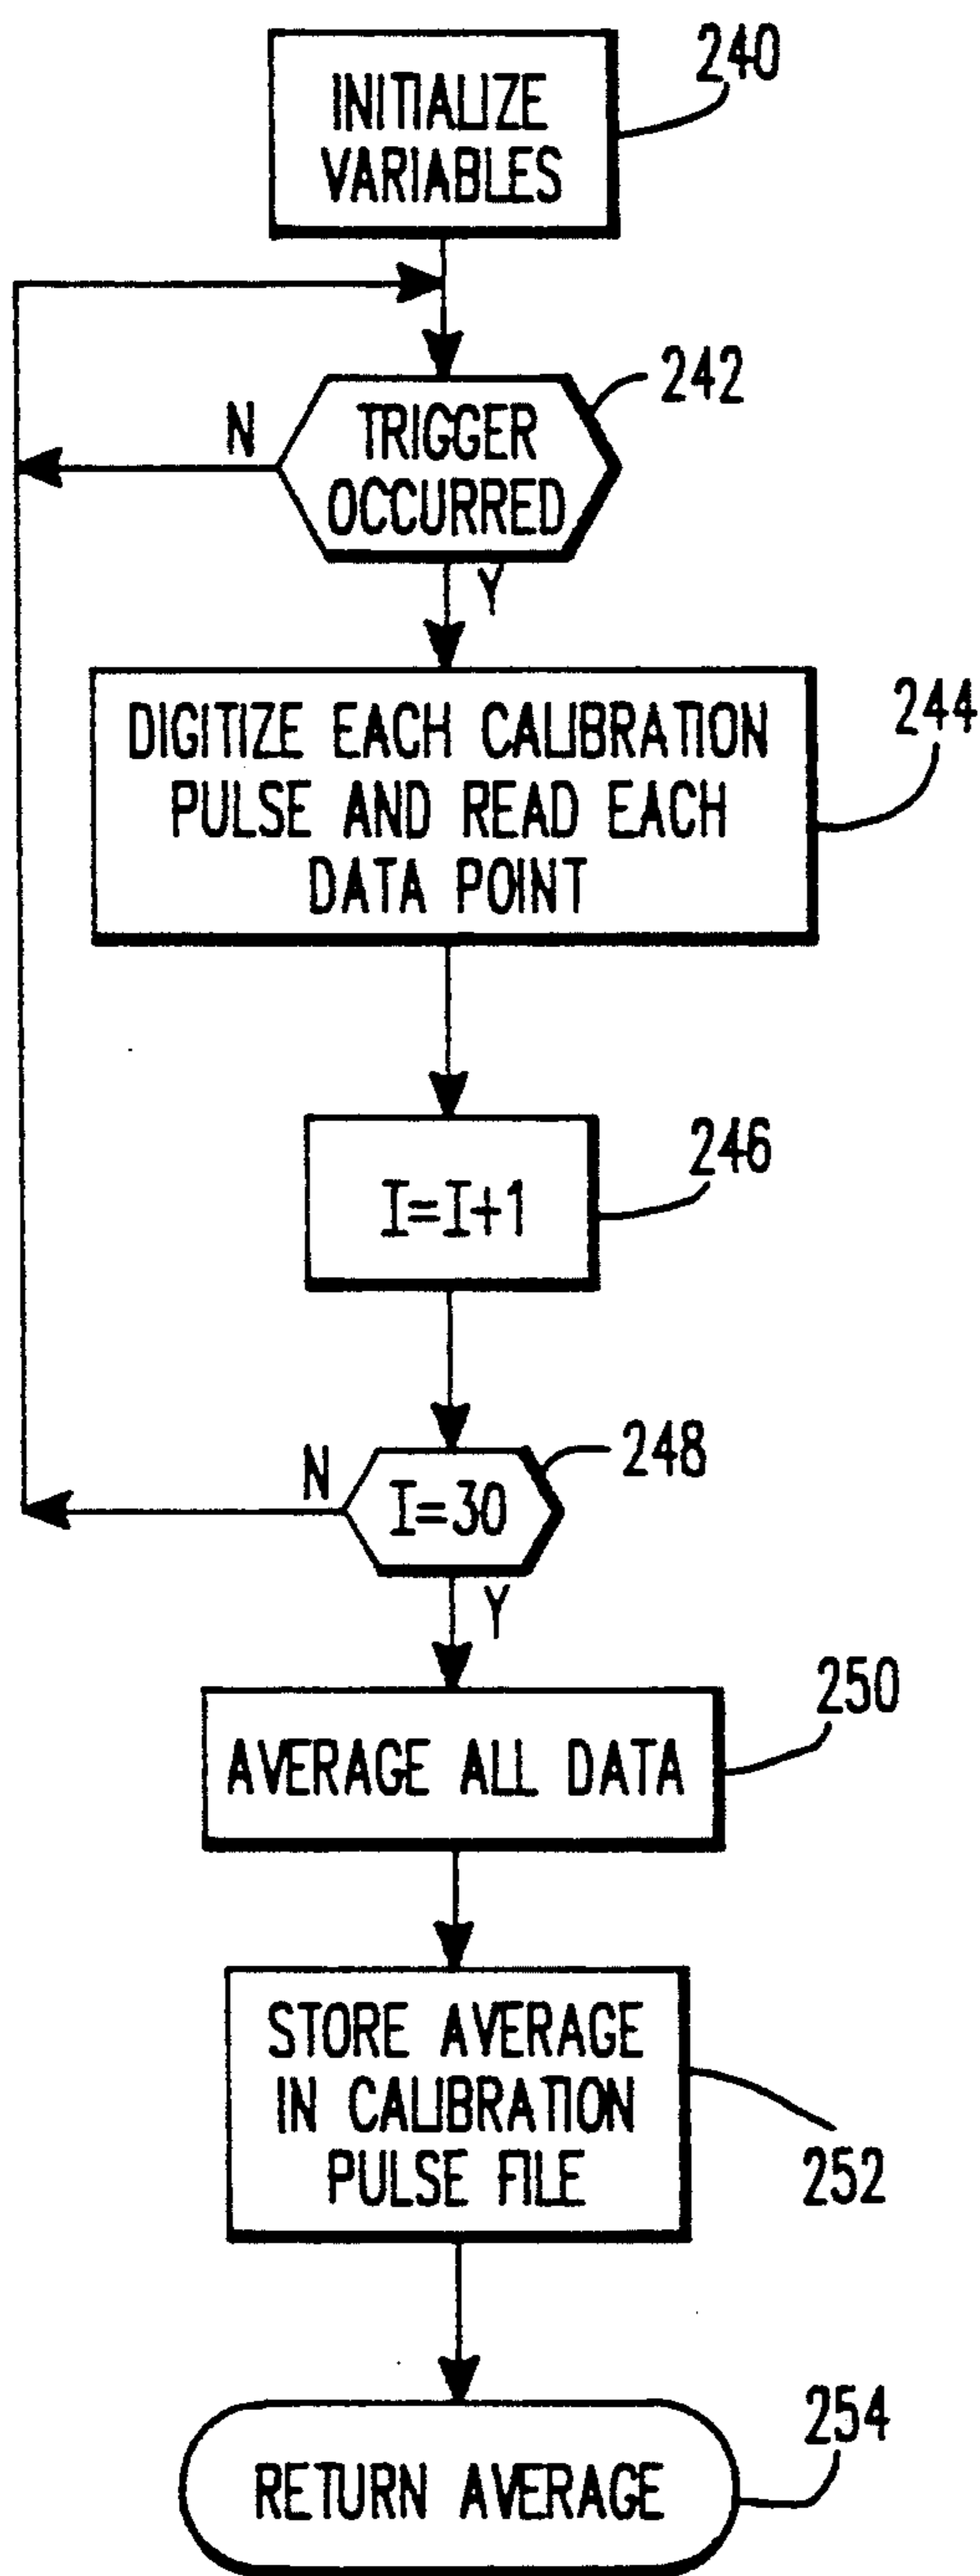 INITIALIZE
VARIABLES
240
TRIGGER
OCCURRED
242
N
Y
DIGITIZE EACH CALIBRATION
PULSE AND READ EACH
DATA POINT
244
I=I+1
246
I=30
248
N
Y
AVERAGE ALL DATA
250
STORE AVERAGE
IN CALIBRATION
PULSE FILE
252
RETURN AVERAGE
254